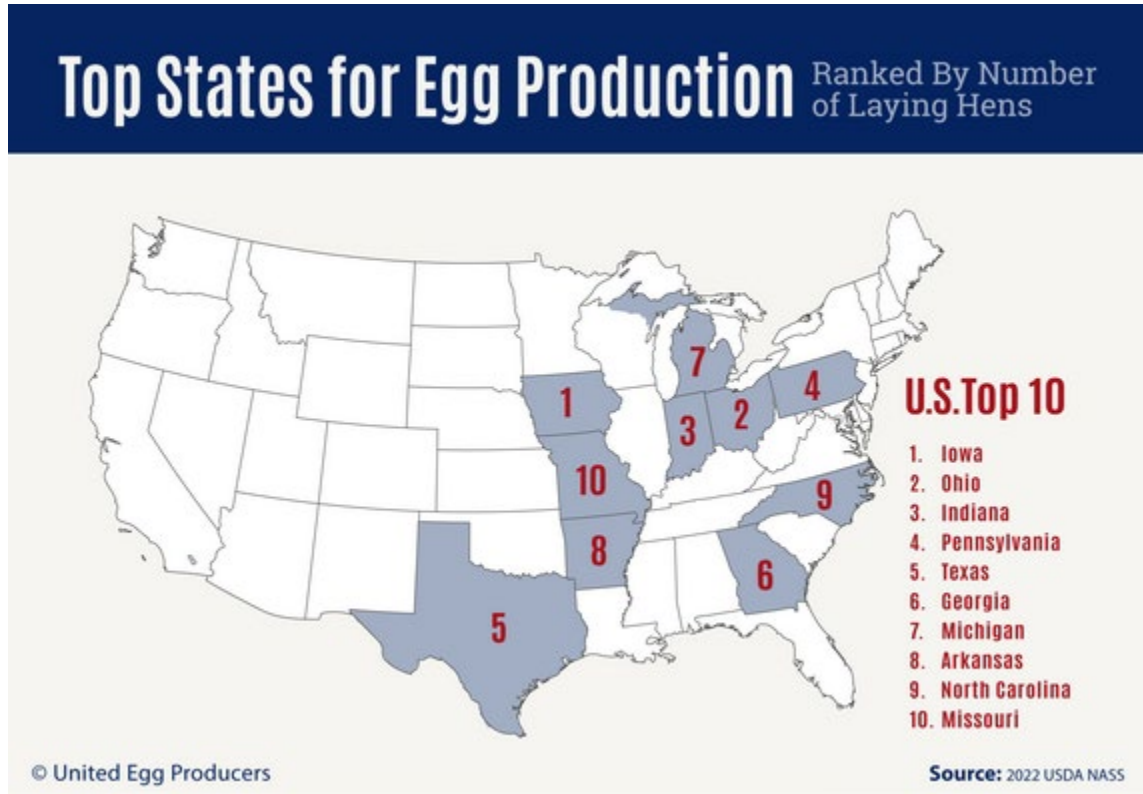 Top States for Egg Production
Ranked By Number
of Laying Hens
7
1
4
2
3
10
9
8
6
5
U.S.Top 10
1. Iowa
2. Ohio
3. Indiana
4. Pennsylvania
5. Texas
6. Georgia
7. Michigan
8. Arkansas
9. North Carolina
10. Missouri
© United Egg Producers
Source: 2022 USDA NASS